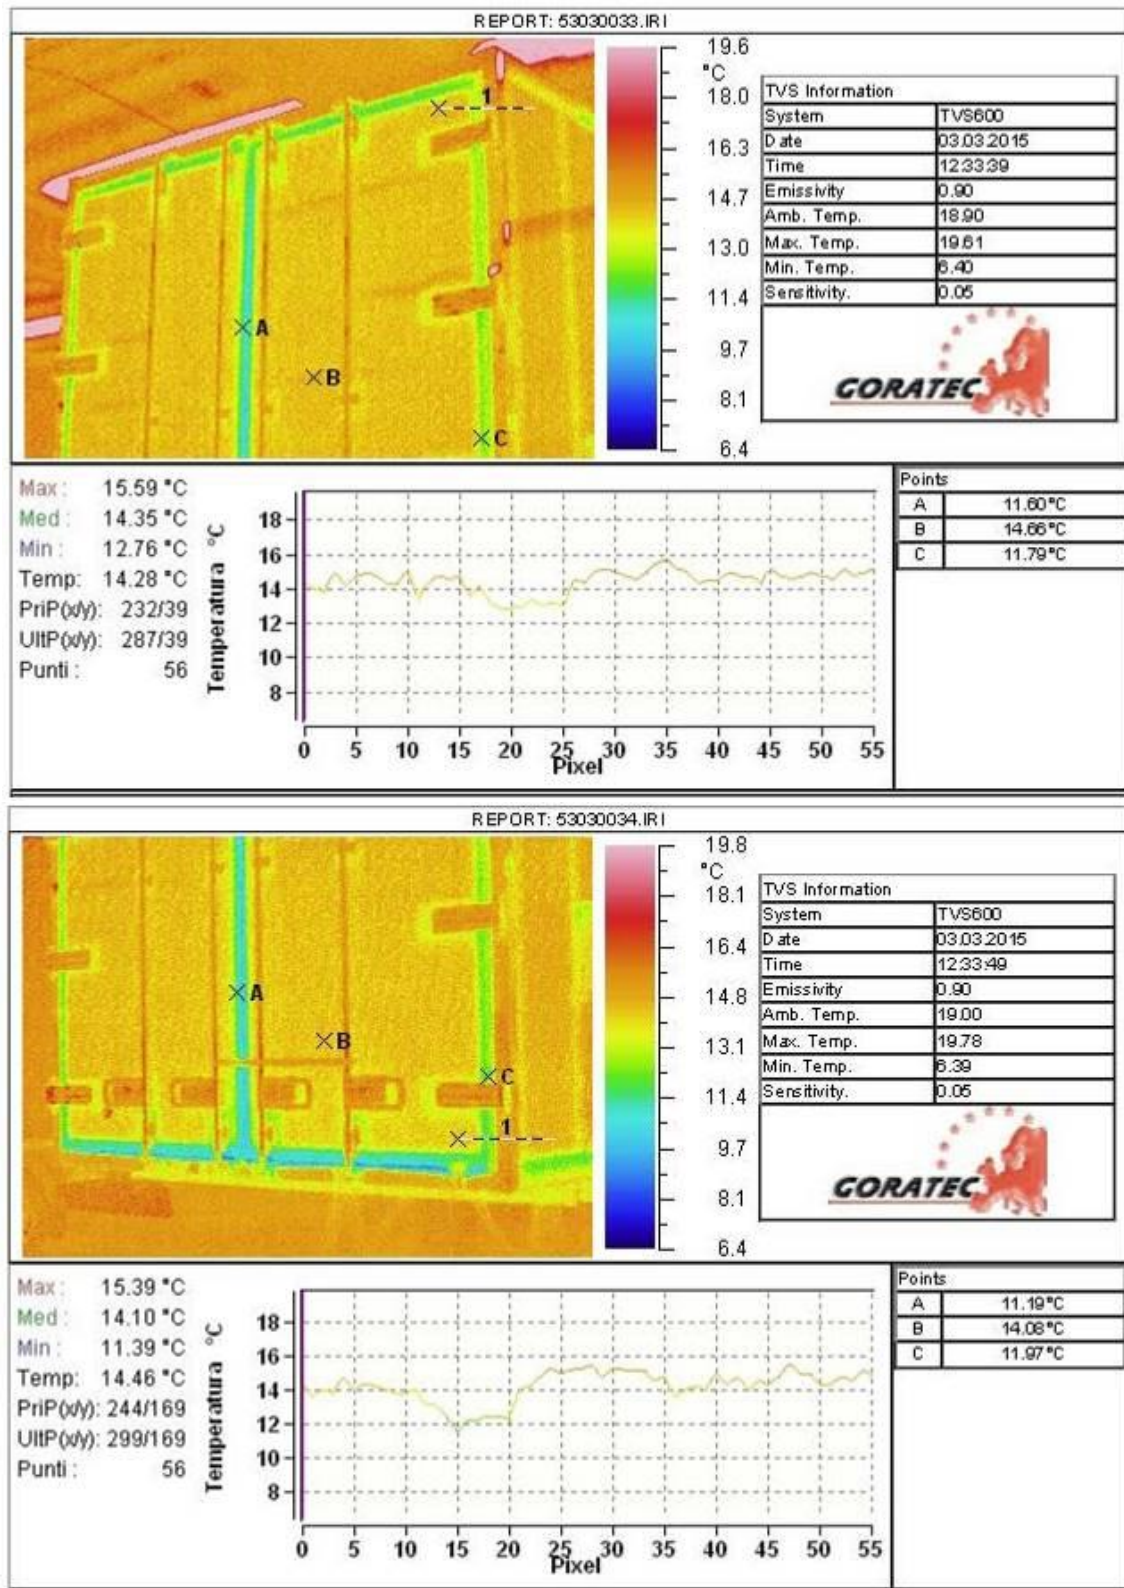 REPORT: 53030033.IRI
1
A
B
C
19.6
°C
18.0
16.3
14.7
13.0
11.4
9.7
8.1
6.4
TVS Information
System TVS600
Date 03.03.2015
Time 12:33:39
Emissivity 0.90
Amb. Temp. 18.90
Max. Temp. 19.61
Min. Temp. 6.40
Sensitivity. 0.05
GORATEC
Max : 15.59 °C
Med : 14.35 °C
Min : 12.76 °C
Temp: 14.28 °C
PriP(x/y): 232/39
UltP(x/y): 287/39
Punti : 56
Temperatura °C
18
16
14
12
10
8
0 5 10 15 20 25 30 35 40 45 50 55
Pixel
Points
A 11.60°C
B 14.66°C
C 11.79°C
REPORT: 53030034.IRI
A
B
C
1
19.8
°C
18.1
16.4
14.8
13.1
11.4
9.7
8.1
6.4
TVS Information
System TVS600
Date 03.03.2015
Time 12:33:49
Emissivity 0.90
Amb. Temp. 19.00
Max. Temp. 19.78
Min. Temp. 6.39
Sensitivity. 0.05
GORATEC
Max : 15.39 °C
Med : 14.10 °C
Min : 11.39 °C
Temp: 14.46 °C
PriP(x/y): 244/169
UltP(x/y): 299/169
Punti : 56
Temperatura °C
18
16
14
12
10
8
0 5 10 15 20 25 30 35 40 45 50 55
Pixel
Points
A 11.19°C
B 14.08°C
C 11.97°C